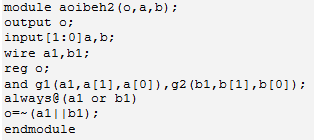 module aoibeh2(o,a,b);
output o;
input[1:0]a,b;
wire a1,b1;
reg o;
and g1(a1,a[1],a[0]),g2(b1,b[1],b[0]);
always@(a1 or b1)
o=~(a1||b1);
endmodule